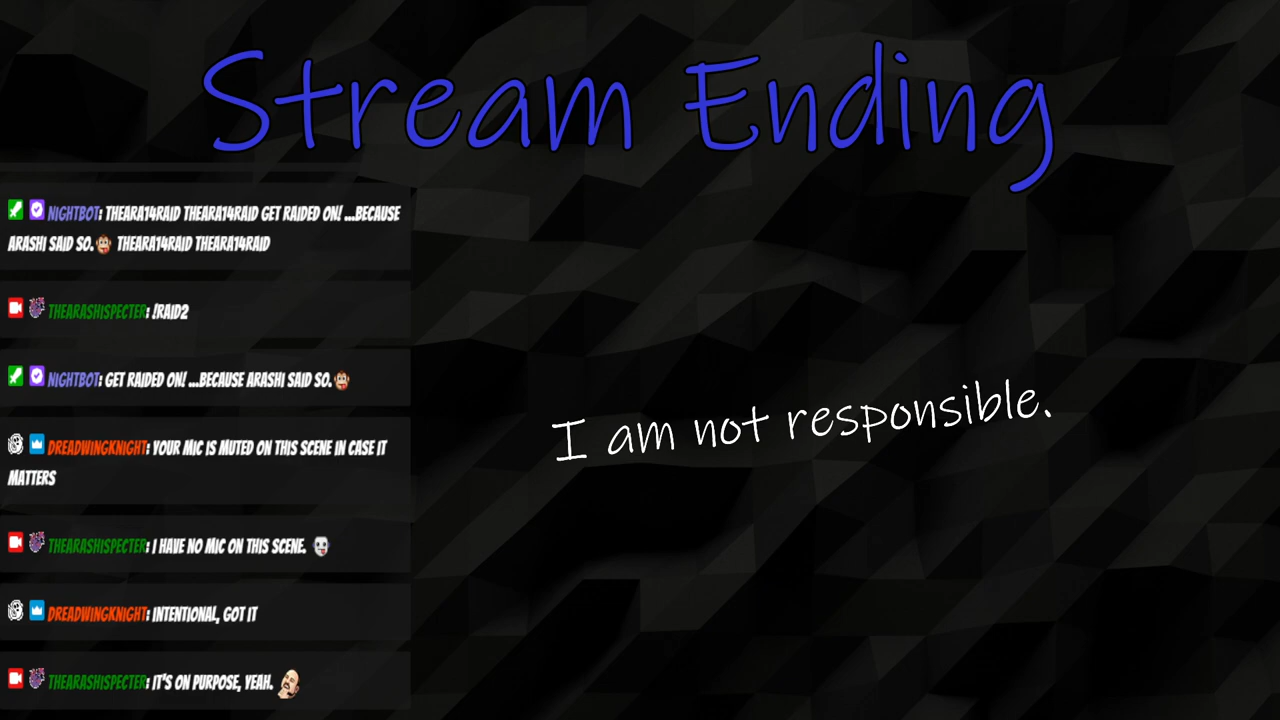 Stream Ending
NIGHTBOT: THEARA14RAID THEARA14RAID GET RAIDED ON! ...BECAUSE
ARASHI SAID SO. THEARA14RAID THEARA14RAID
THEARASHISPECTER: !RAID2
NIGHTBOT: GET RAIDED ON! ...BECAUSE ARASHI SAID SO.
DREADWINGKNIGHT: YOUR MIC IS MUTED ON THIS SCENE IN CASE IT
MATTERS
THEARASHISPECTER: I HAVE NO MIC ON THIS SCENE.
DREADWINGKNIGHT: INTENTIONAL, GOT IT
THEARASHISPECTER: IT'S ON PURPOSE, YEAH.
I am not responsible.